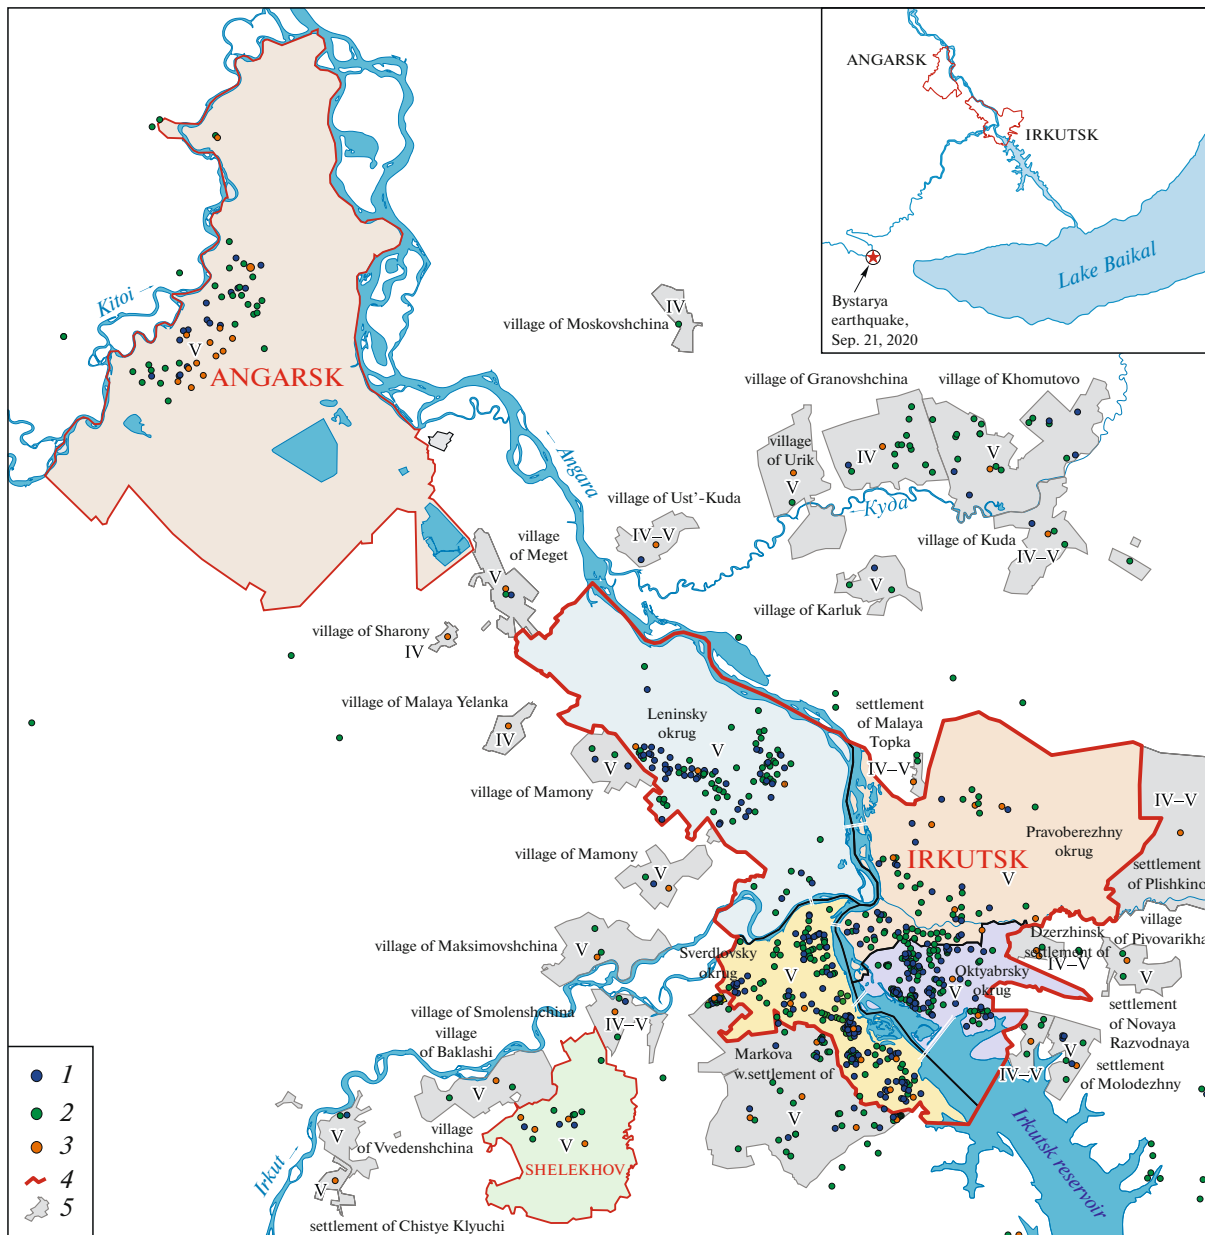 ANGARSK
IRKUTSK
Lake Baikal
Bystarya
earthquake,
Sep. 21, 2020
Kitoi
V
ANGARSK
IV
village of Moskovshchina
village of Granovshchina
village of Khomutovo
village
of Urik
V
IV
V
Angara
Kyda
village of Ust'-Kuda
IV–V
village of Kuda
IV–V
village
of Meget
V
V
village of Karluk
village of Sharony
IV
village of Malaya Yelanka
IV
Leninsky
okrug
V
settlement
of Malaya
Topka
IV–V
V
village of Mamony
IV–V
Pravoberezhny
okrug
IRKUTSK
V
settlement
of Plishkino
village of Mamony
V
village
of Pivovarikha
V
Dzerzhinsk
settlement of
IV–V
village of Maksimovshchina
V
Sverdlovsky
okrug
V
Oktyabrsky
okrug
V
settlement
of Novaya
Razvodnaya
village of Smolenshchina
IV–V
village
of Baklashi
V
Markova
w.settlement of
V
IV–V
V
settlement
of Molodezhny
village
of Vvedenshchina
V
V
SHELEKHOV
Irkut
V
settlement of Chistye Klyuchi
Irkutsk reservoir
1
2
3
4
5